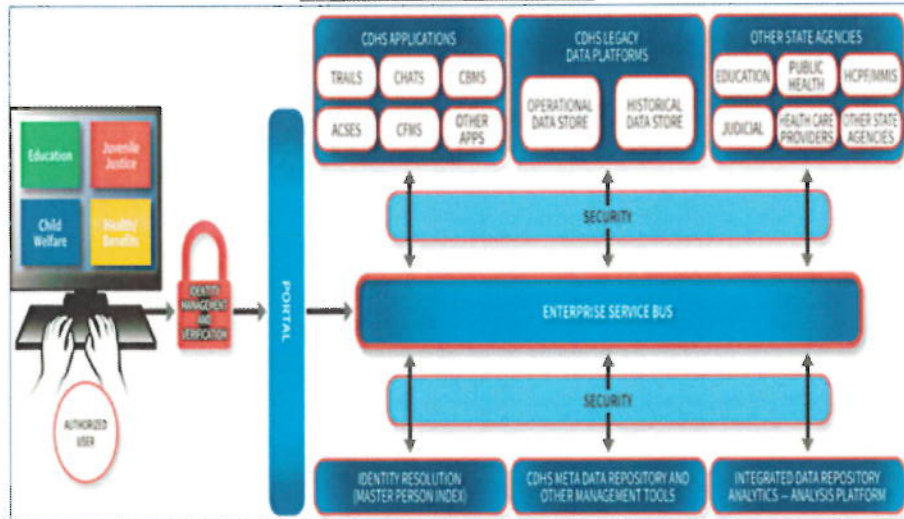 CDHS APPLICATIONS
TRAILS
CHATS
CBMS
ACSES
CFMS
OTHER
APPS
CDHS LEGACY
DATA PLATFORMS
OPERATIONAL
DATA STORE
HISTORICAL
DATA STORE
OTHER STATE AGENCIES
EDUCATION
PUBLIC
HEALTH
HCPF/MMIS
JUDICIAL
HEALTH CARE
PROVIDERS
OTHER STATE
AGENCIES
Education
Juvenile
Justice
Child
Welfare
Health/
Benefits
IDENTITY
MANAGEMENT
AND
VERIFICATION
AUTHORIZED
USER
PORTAL
SECURITY
ENTERPRISE SERVICE BUS
SECURITY
IDENTITY RESOLUTION
(MASTER PERSON INDEX)
CDHS META DATA REPOSITORY AND
OTHER MANAGEMENT TOOLS
INTEGRATED DATA REPOSITORY
ANALYTICS — ANALYSIS PLATFORM